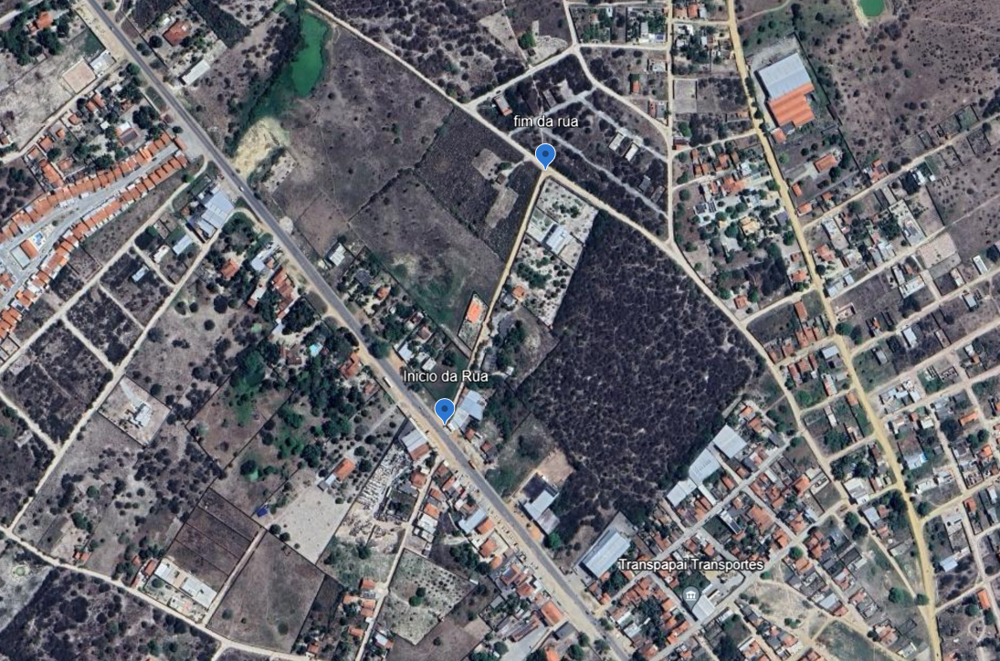 fim da rua
Inicio da Rua
Transpapai Transportes